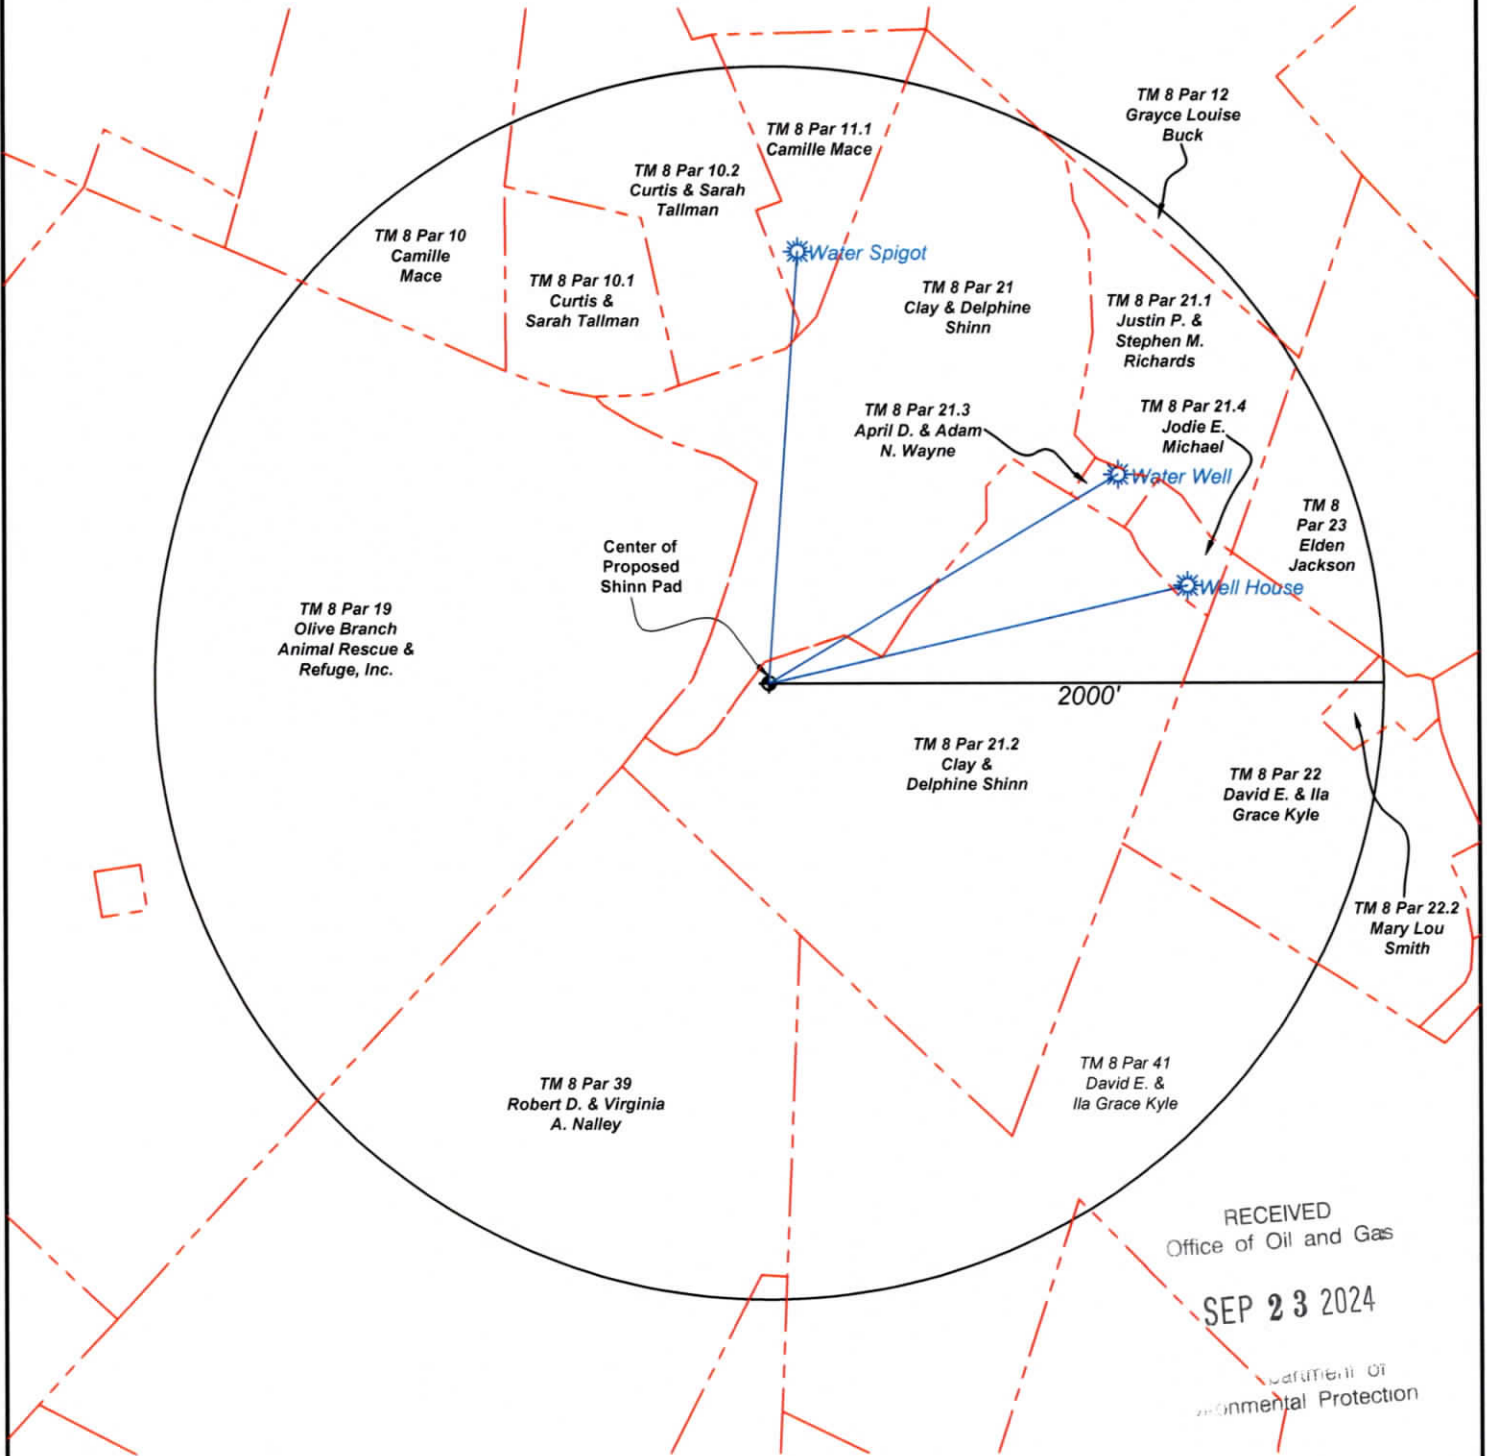 TM 8 Par 12
Grayce Louise
Buck
TM 8 Par 11.1
Camille Mace
TM 8 Par 10.2
Curtis & Sarah
Tallman
TM 8 Par 10
Camille
Mace
TM 8 Par 10.1
Curtis &
Sarah Tallman
Water Spigot
TM 8 Par 21
Clay & Delphine
Shinn
TM 8 Par 21.1
Justin P. &
Stephen M.
Richards
TM 8 Par 21.3
April D. & Adam
N. Wayne
TM 8 Par 21.4
Jodie E.
Michael
Water Well
TM 8
Par 23
Elden
Jackson
Center of
Proposed
Shinn Pad
Well House
TM 8 Par 19
Olive Branch
Animal Rescue &
Refuge, Inc.
2000'
TM 8 Par 21.2
Clay &
Delphine Shinn
TM 8 Par 22
David E. & Ila
Grace Kyle
TM 8 Par 22.2
Mary Lou
Smith
TM 8 Par 41
David E. &
Ila Grace Kyle
TM 8 Par 39
Robert D. & Virginia
A. Nalley
RECEIVED
Office of Oil and Gas
SEP 23 2024
of
Protection